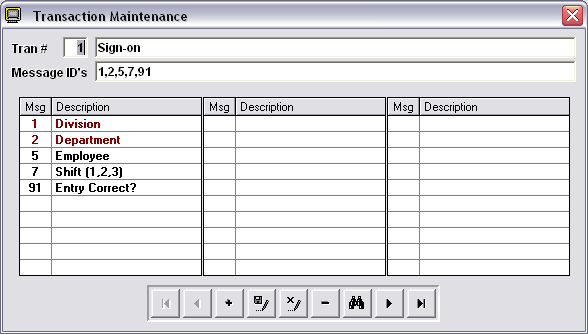 Transaction Maintenance
Tran # 1 Sign-on
Message ID's 1,2,5,7,91
Msg Description Msg Description Msg Description
1 Division
2 Department
5 Employee
7 Shift (1,2,3)
91 Entry Correct?